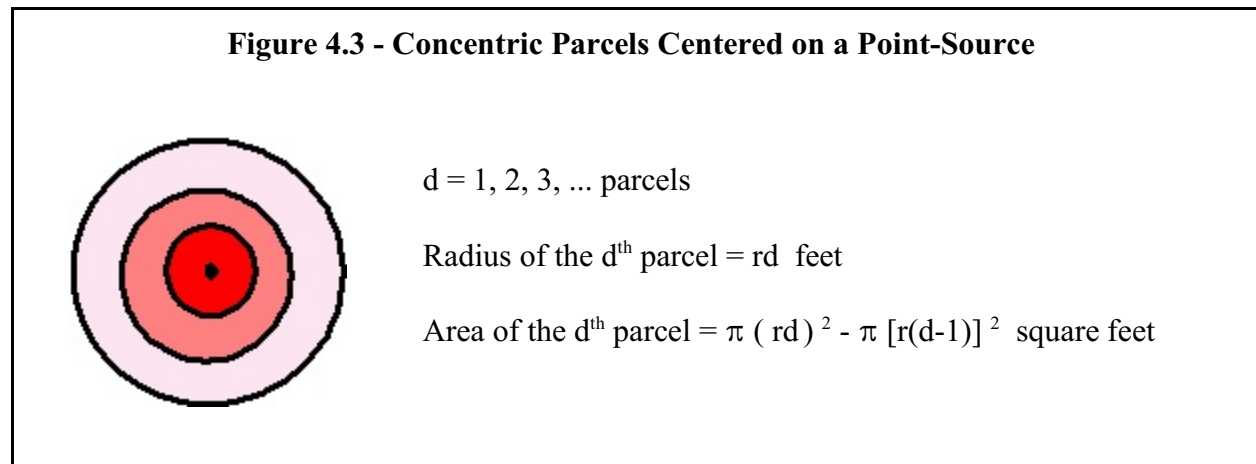 Figure 4.3 - Concentric Parcels Centered on a Point-Source
d = 1, 2, 3, ... parcels
Radius of the dᵗʰ parcel = rd feet
Area of the dᵗʰ parcel = π ( rd ) ² - π [r(d-1)] ² square feet